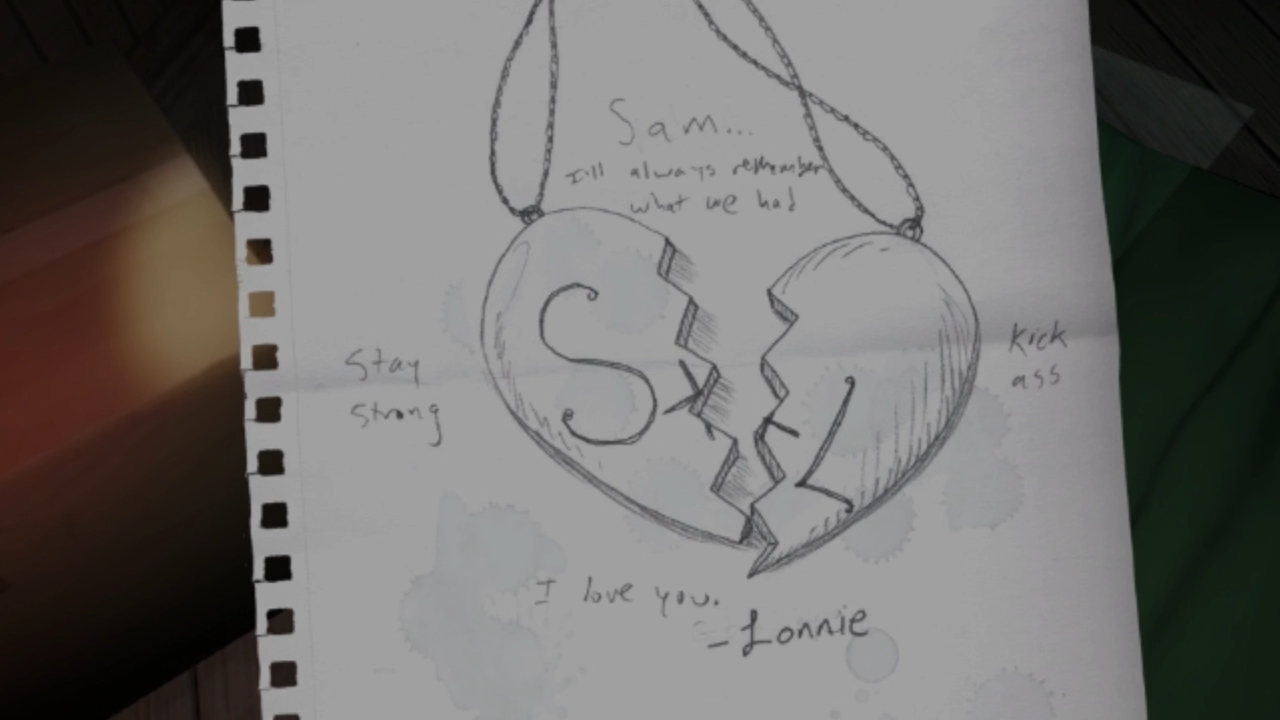 Sam...
I'll always remember
what we had
S + L
Stay
Strong
Kick
ass
I love you.
-Lonnie